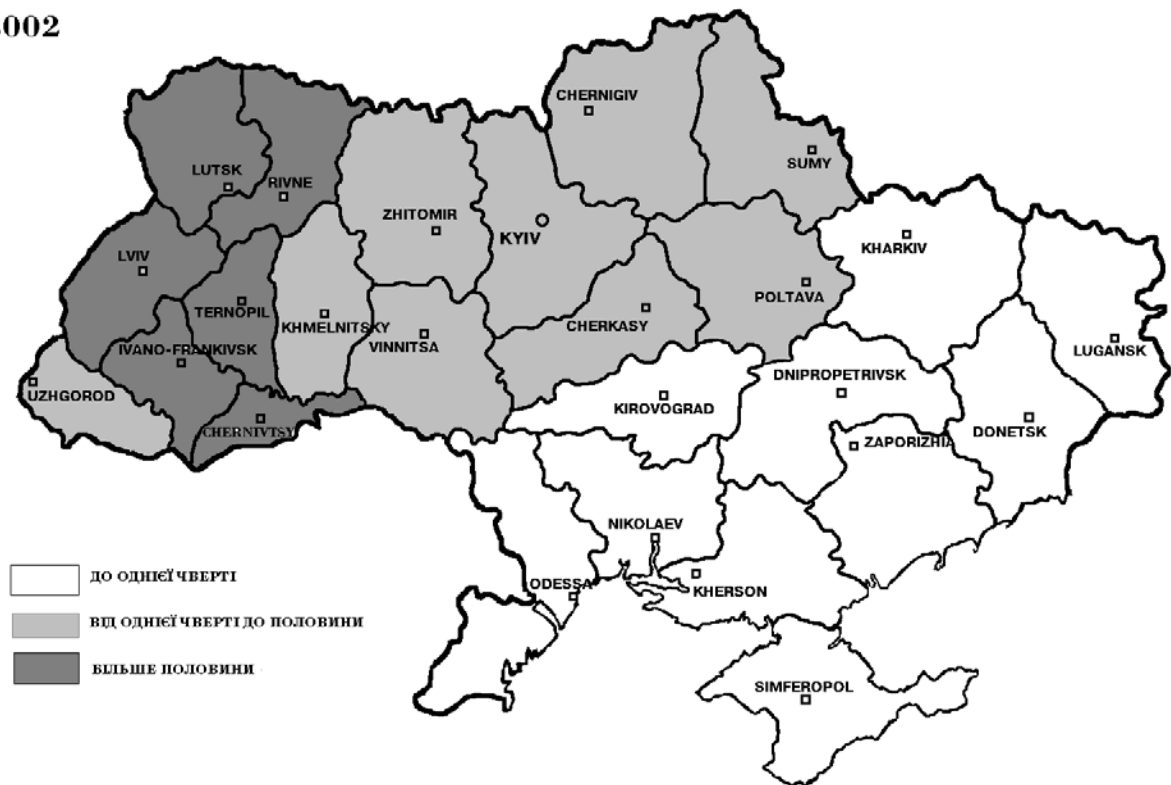 2002
CHERNIGIV
SUMY
LUTSK
RIVNE
ZHITOMIR
KYIV
KHARKIV
LVIV
TERNOPIL
KHMELNITSKY
VINNITSA
CHERKASY
POLTAVA
LUGANSK
IVANO-FRANKIVSK
UZHGOROD
CHERNIVTSY
KIROVOGRAD
DNIPROPETRIVSK
DONETSK
ZAPORIZHIA
NIKOLAEV
ODESSA
KHERSON
SIMFEROPOL
ДО ОДНІЄЇ ЧВЕРТІ
ВІД ОДНІЄЇ ЧВЕРТІ ДО ПОЛОВИНИ
БІЛЬШЕ ПОЛОВИНИ